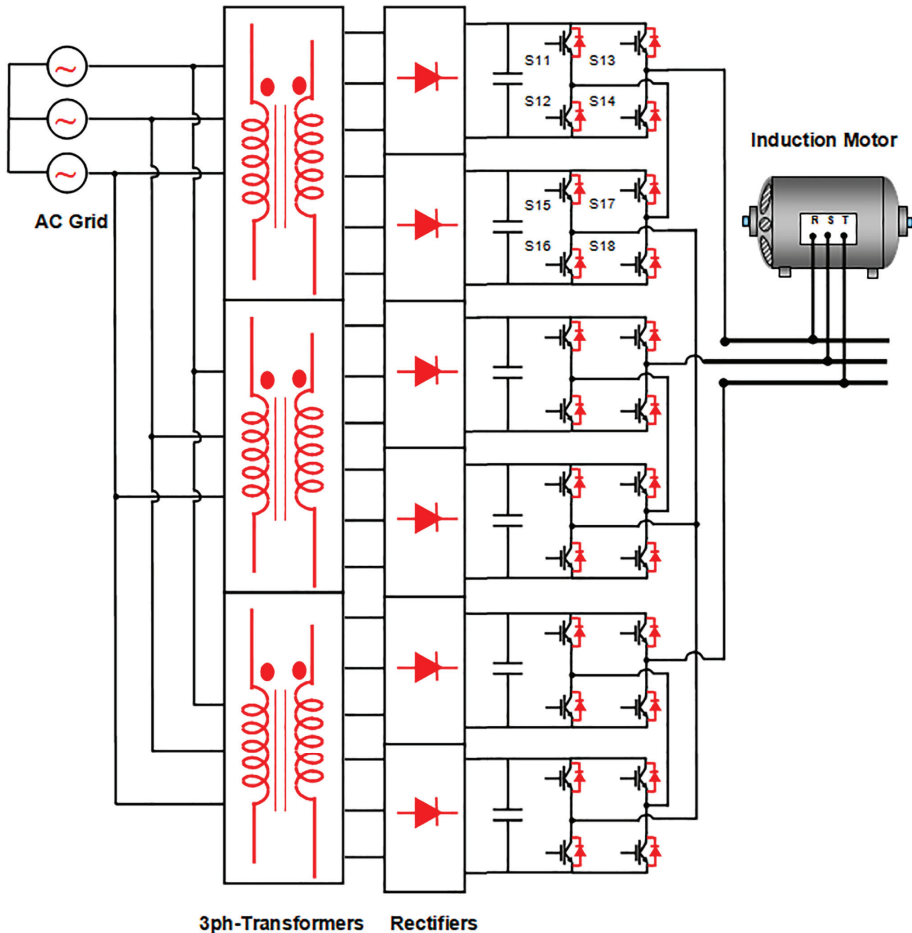 S11 S13
S12 S14
Induction Motor
S15 S17
R S T
AC Grid
S16 S18
3ph-Transformers Rectifiers